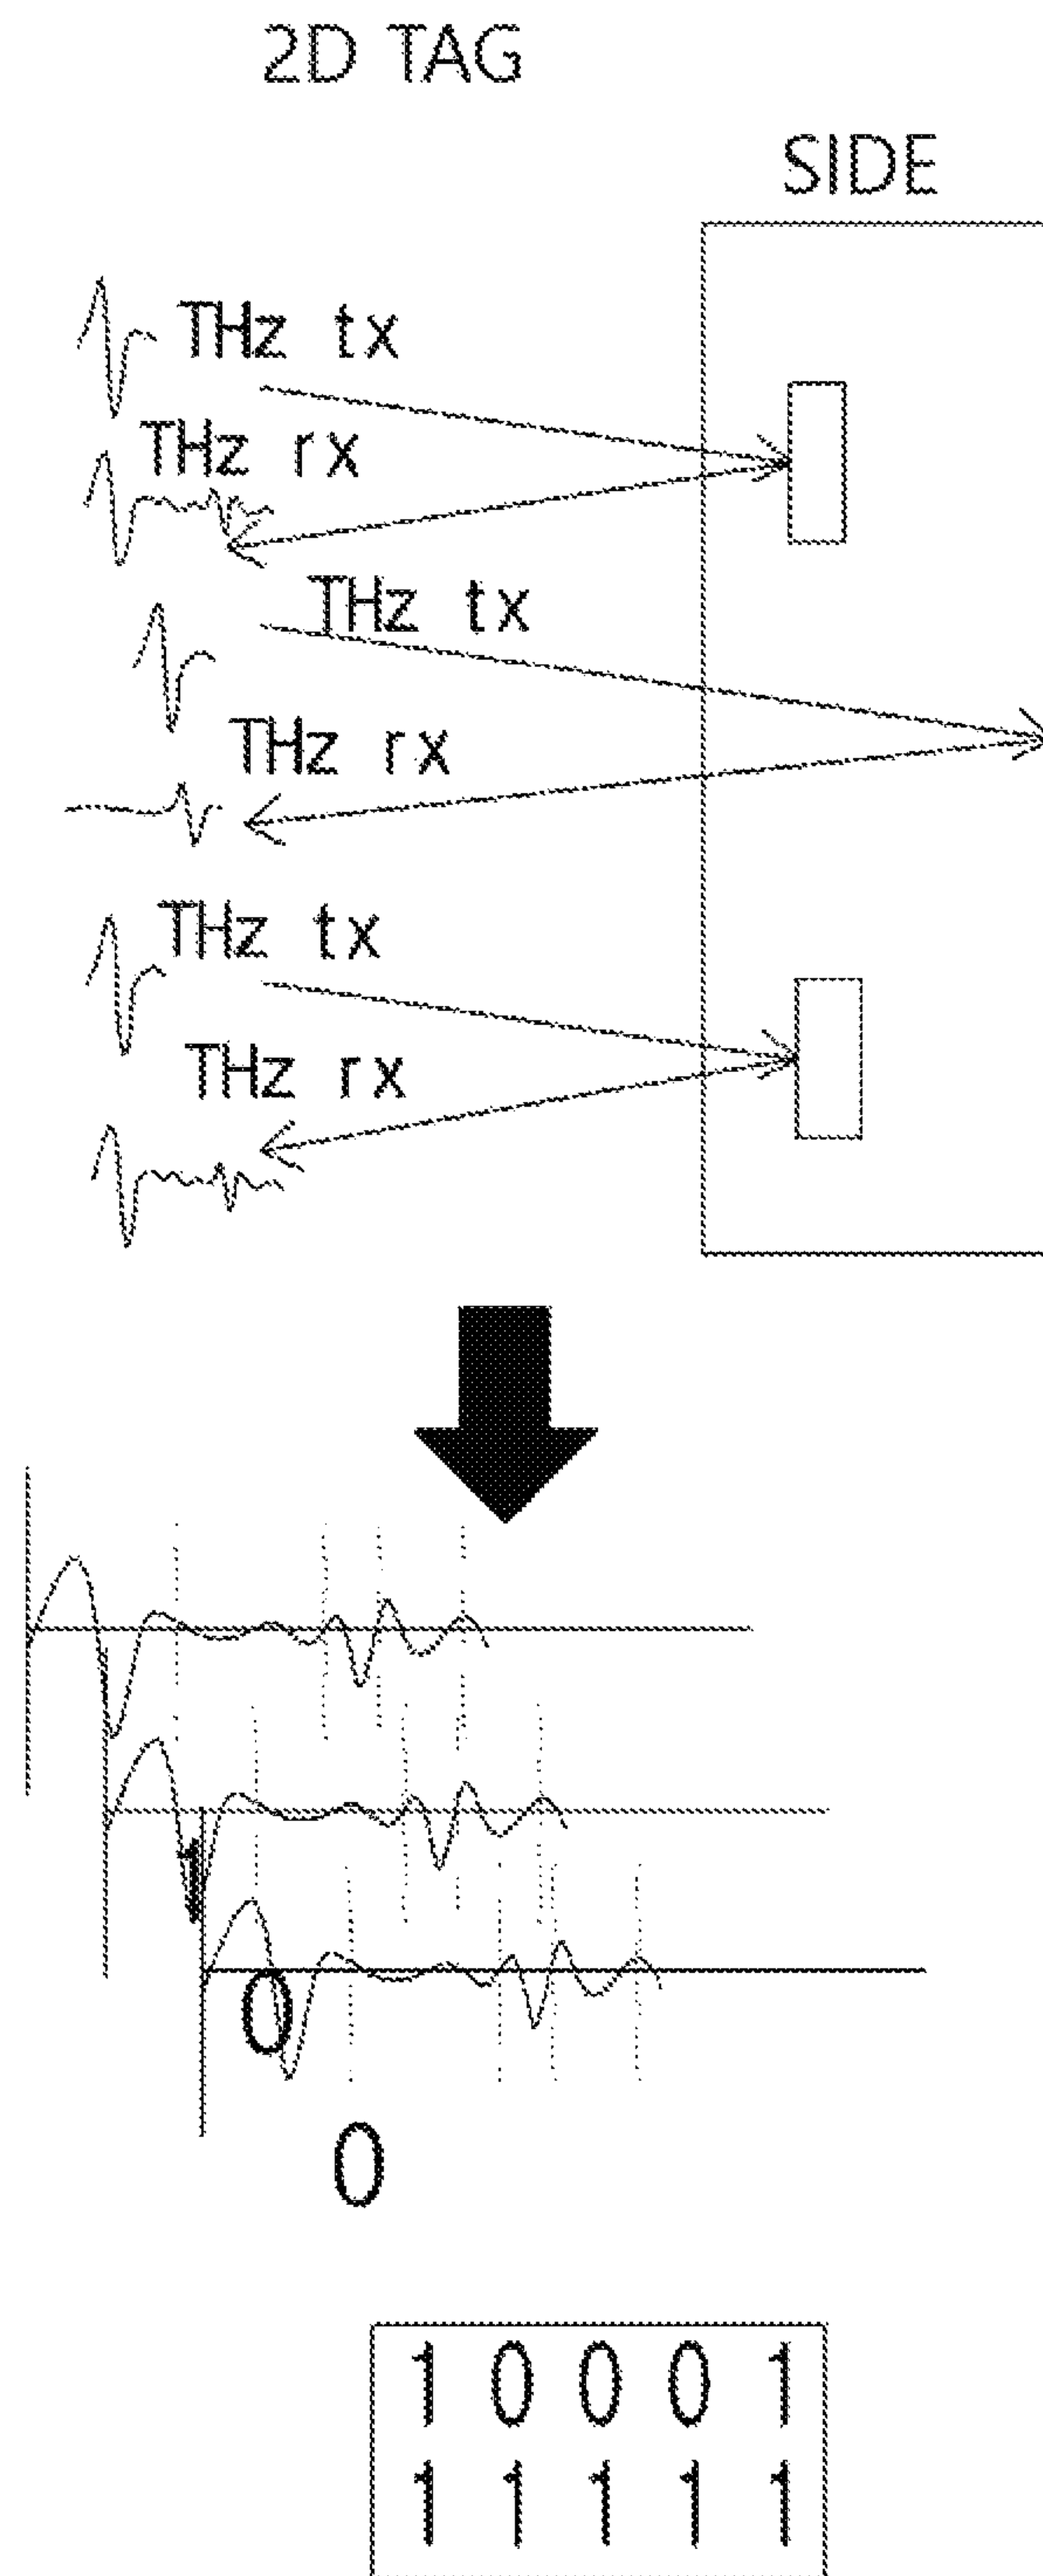 2D TAG
SIDE
THz tx
THz rx
THz tx
THz rx
THz tx
THz rx
1
0
0
1 0 0 0 1
1 1 1 1 1